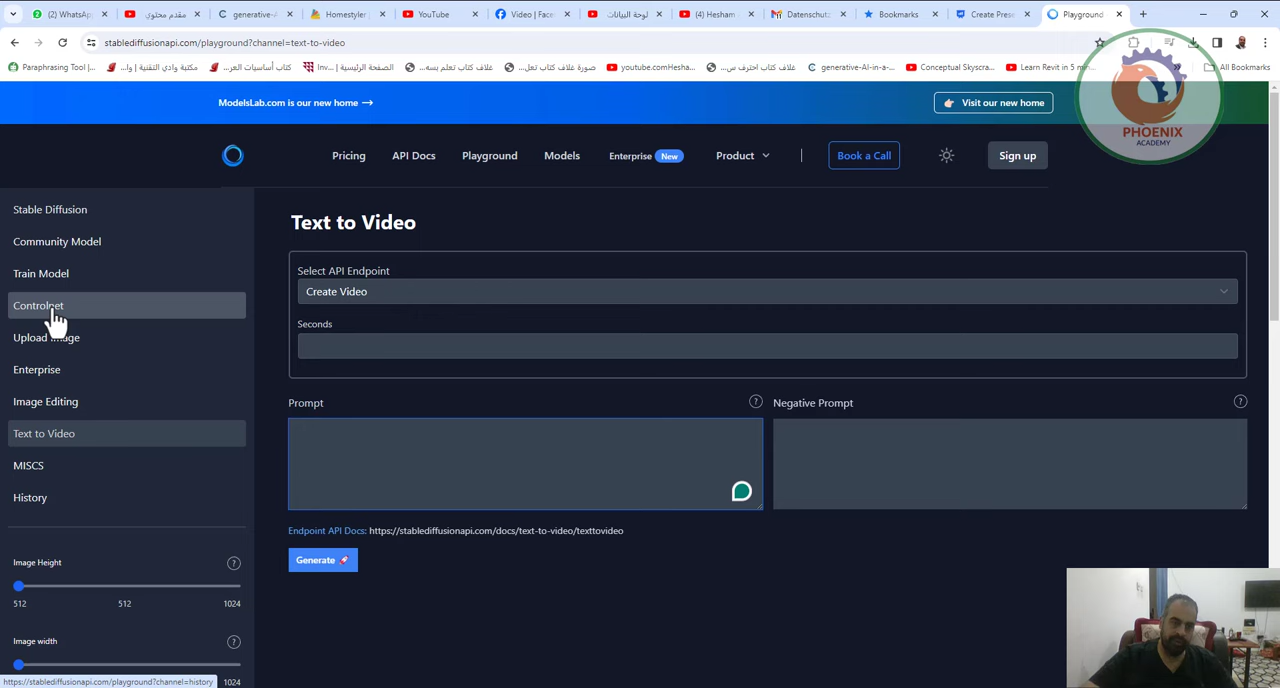 (2) WhatsApp
مقدم محتوى
generative-A
Homestyler
YouTube
Video | Face
لوحة البيانات
(4) Hesham
Datenschutz
Bookmarks
Create Prese
Playground
stablediffusionapi.com/playground?channel=text-to-video
Paraphrasing Tool |...
مكتبة وادي التقنية | وا...
كتاب أساسيات العر...
Inv... | الصفحة الرئيسية
صورة غلاف كتاب تعل...
غلاف كتاب تعلم...
youtube.comHesha...
غلاف كتاب احترف س...
generative-AI-in-a-...
Conceptual Skyscra...
Learn Revit in 5 min...
All Bookmarks
ModelsLab.com is our new home →
Visit our new home
PHOENIX
ACADEMY
Pricing
API Docs
Playground
Models
Enterprise New
Product
Book a Call
Sign up
Stable Diffusion
Community Model
Train Model
Controlnet
Upload Image
Enterprise
Image Editing
Text to Video
MISCS
History
Image Height
512 512 1024
Image width
1024
https://stablediffusionapi.com/playground?channel=history
Text to Video
Select API Endpoint
Create Video
Seconds
Prompt
Negative Prompt
Endpoint API Docs: https://stablediffusionapi.com/docs/text-to-video/texttovideo
Generate